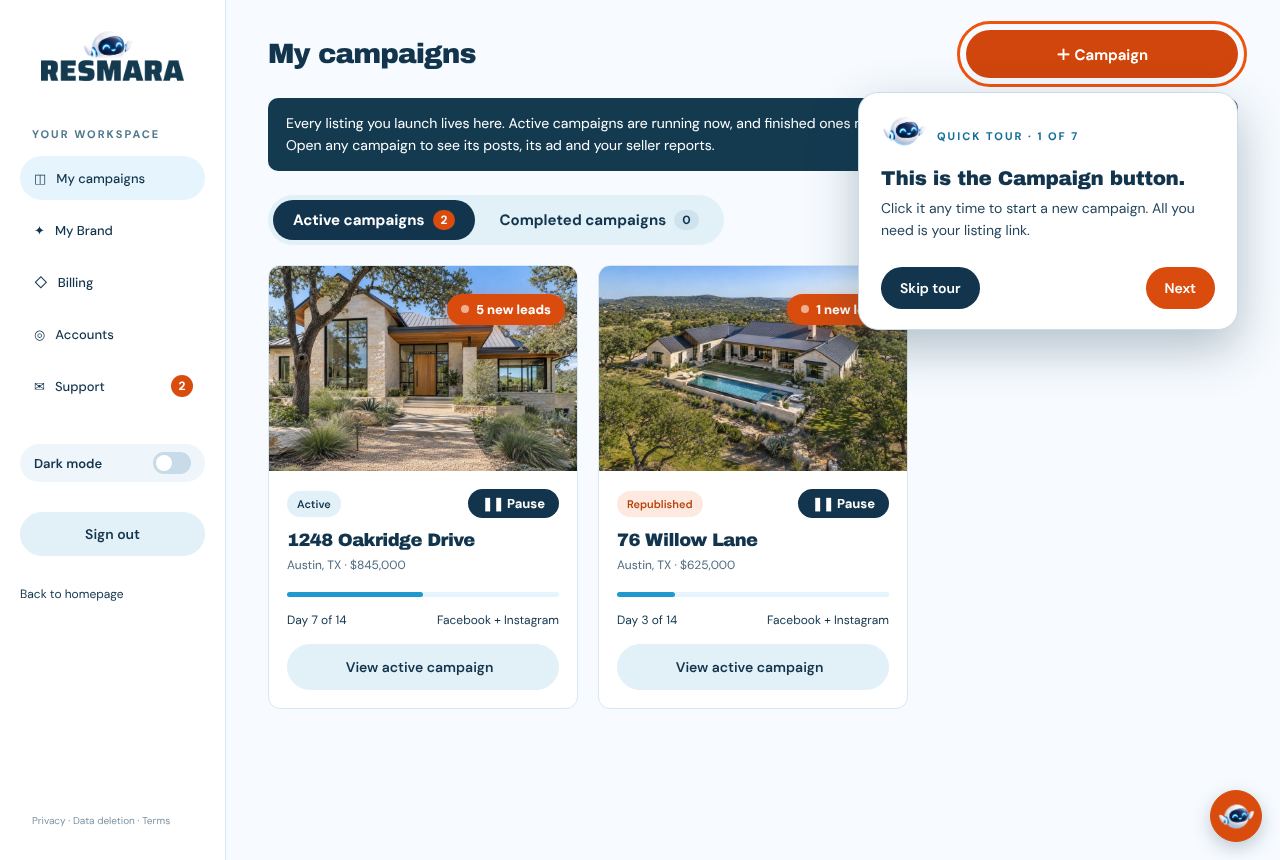 RESMARA
YOUR WORKSPACE
My campaigns
My Brand
Billing
Accounts
Support
2
Dark mode
Sign out
Back to homepage
Privacy · Data deletion · Terms
My campaigns
+ Campaign
Every listing you launch lives here. Active campaigns are running now, and finished ones
Open any campaign to see its posts, its ad and your seller reports.
QUICK TOUR · 1 OF 7
This is the Campaign button.
Click it any time to start a new campaign. All you
need is your listing link.
Skip tour
Next
Active campaigns 2
Completed campaigns 0
5 new leads
1 new
Active
Pause
1248 Oakridge Drive
Austin, TX · $845,000
Day 7 of 14
Facebook + Instagram
View active campaign
Republished
Pause
76 Willow Lane
Austin, TX · $625,000
Day 3 of 14
Facebook + Instagram
View active campaign